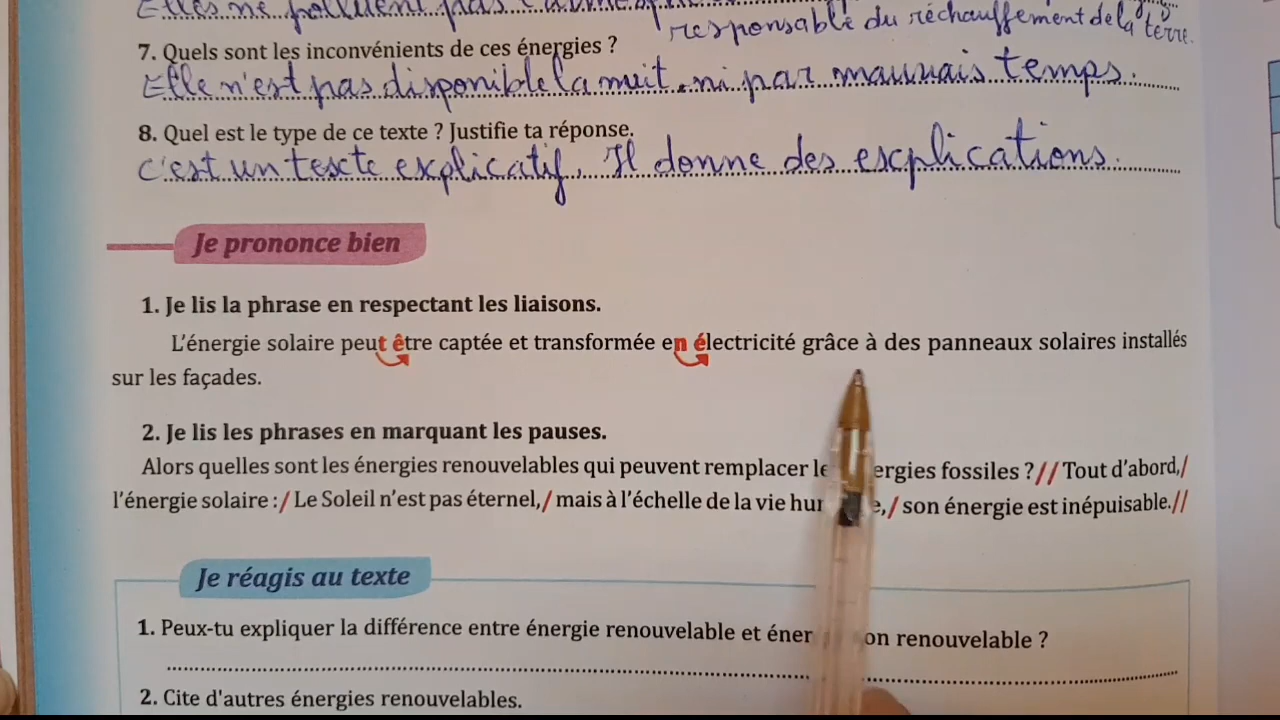 Elles ne polluent pas
responsable du réchauffement de la terre.
7. Quels sont les inconvénients de ces énergies ?
Elle n'est pas disponible la nuit, ni par mauvais temps.
8. Quel est le type de ce texte ? Justifie ta réponse.
C'est un texte explicatif, Il donne des explications.
Je prononce bien
1. Je lis la phrase en respectant les liaisons.
L'énergie solaire peut être captée et transformée en électricité grâce à des panneaux solaires installés
sur les façades.
2. Je lis les phrases en marquant les pauses.
Alors quelles sont les énergies renouvelables qui peuvent remplacer ergies fossiles ?// Tout d'abord,/
l'énergie solaire :/ Le Soleil n'est pas éternel,/ mais à l'échelle de la vie hu e,/ son énergie est inépuisable.//
Je réagis au texte
1. Peux-tu expliquer la différence entre énergie renouvelable et éner on renouvelable ?
2. Cite d'autres énergies renouvelables.